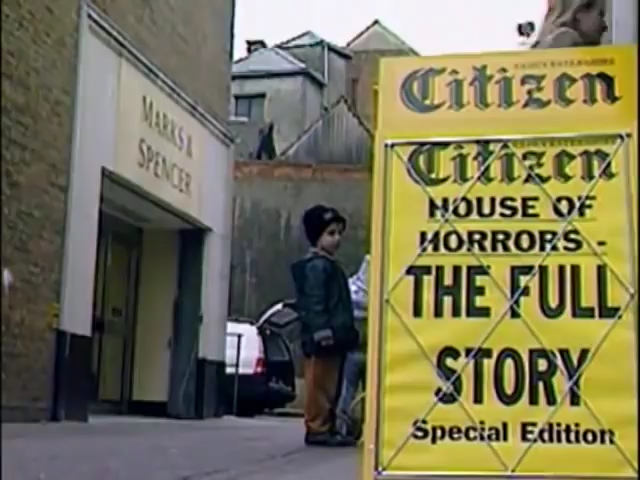 MARKS &
SPENCER
Citizen
Citizen
HOUSE OF
HORRORS -
THE FULL
STORY
Special Edition